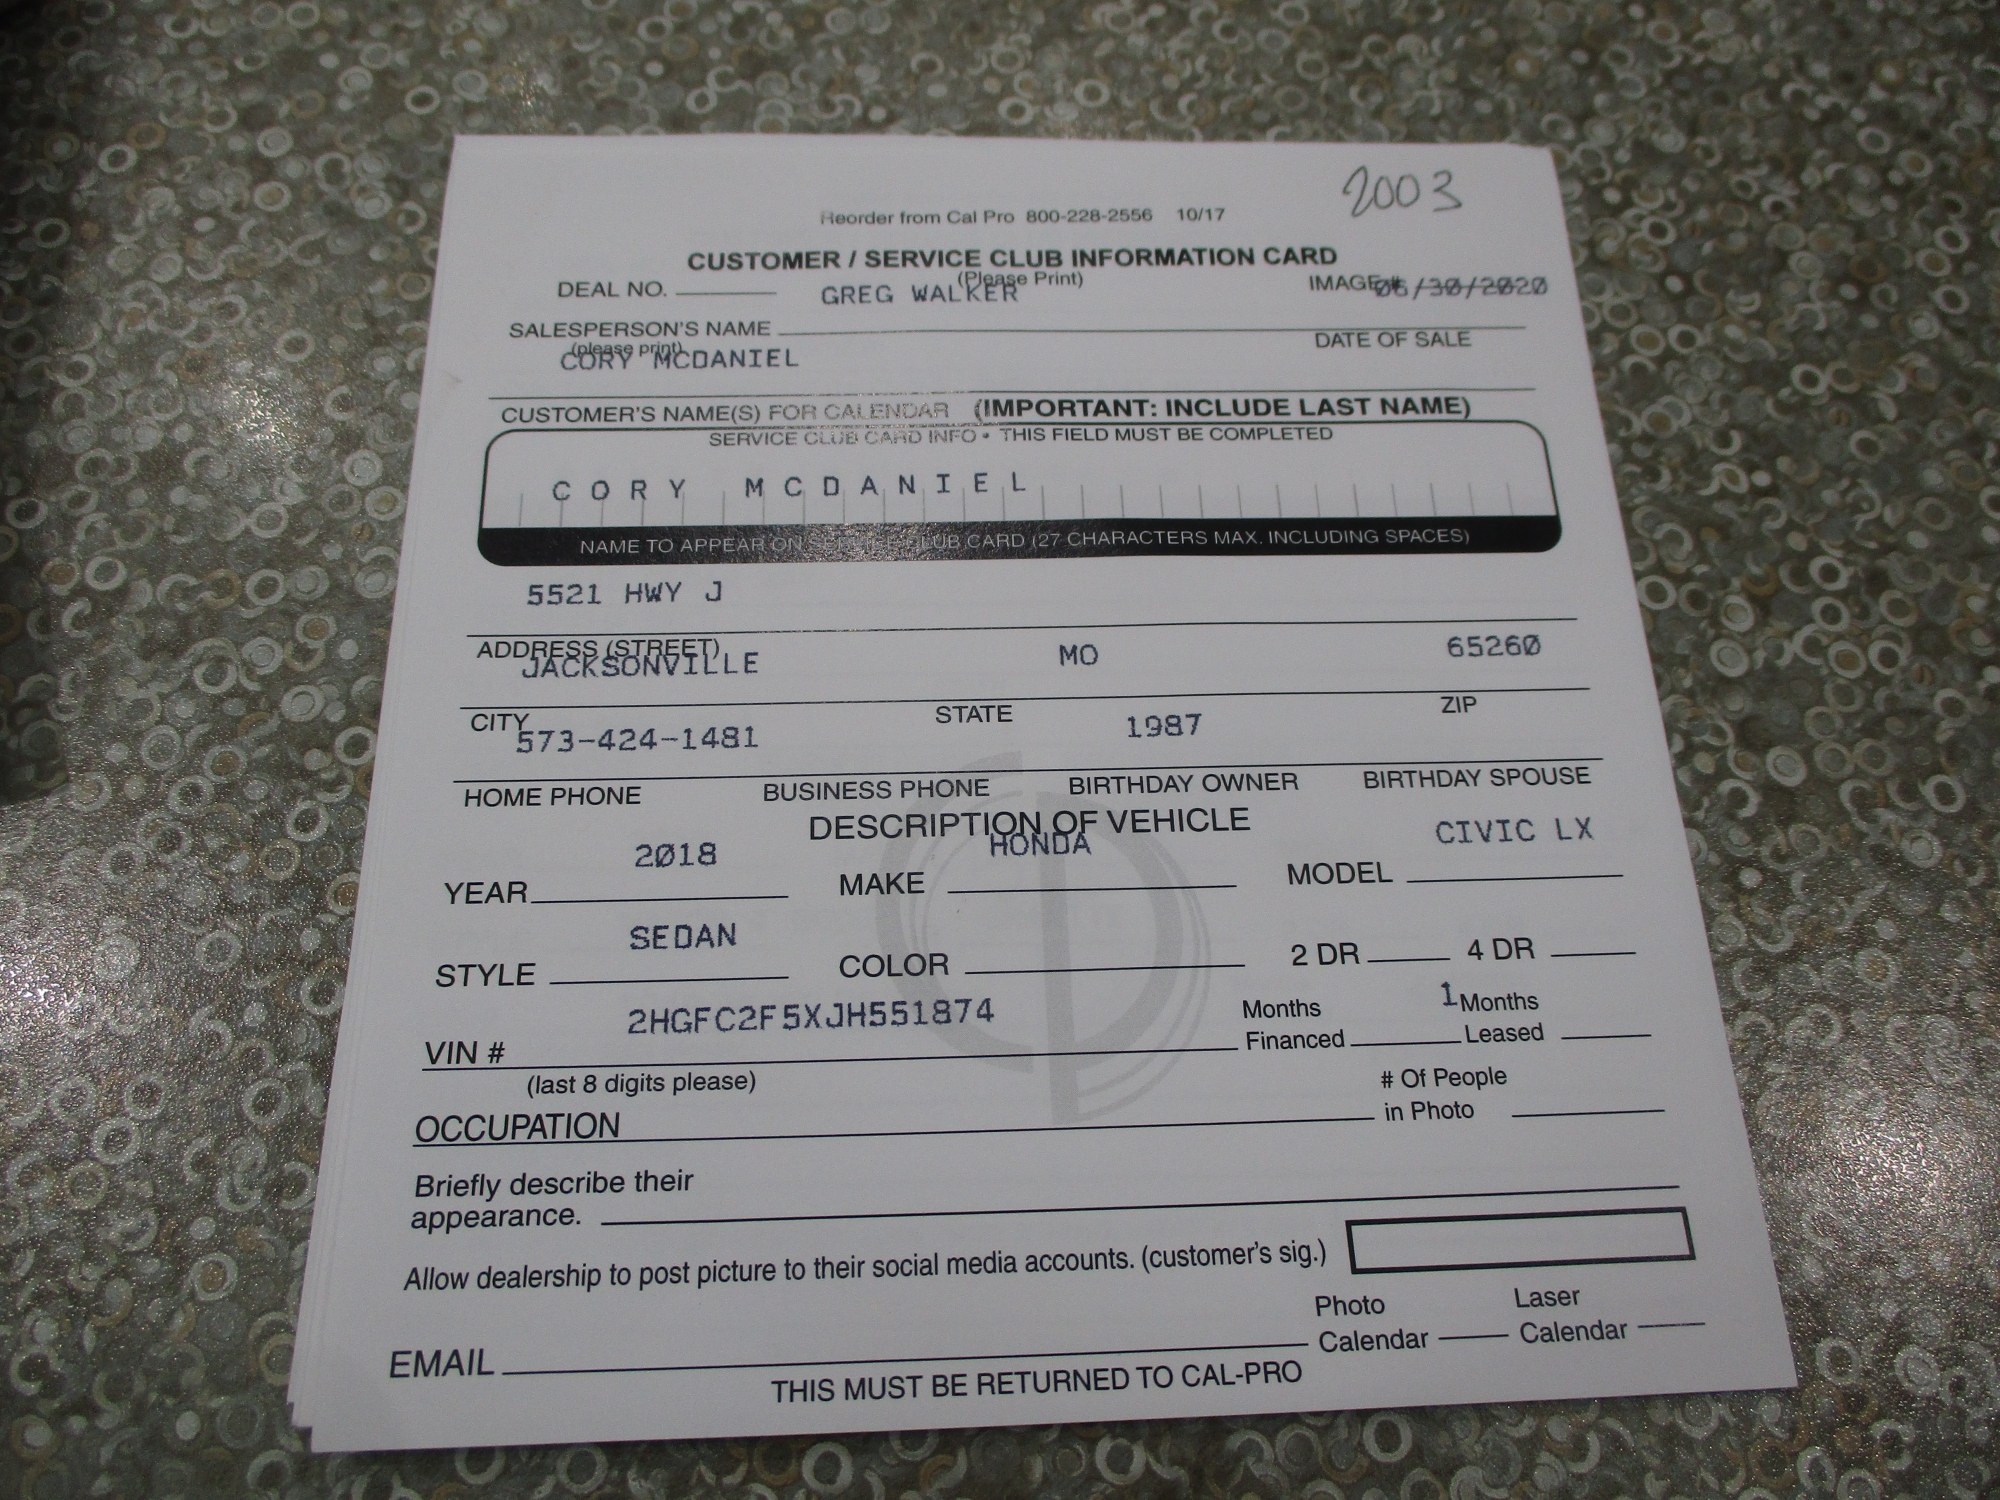 2003
Reorder from Cal Pro 800-228-2556 10/17
CUSTOMER / SERVICE CLUB INFORMATION CARD
(Please Print)
DEAL NO. GREG WALKER IMAGE# 06/30/2020
SALESPERSON'S NAME DATE OF SALE
(please print)
CORY MCDANIEL
CUSTOMER'S NAME(S) FOR CALENDAR (IMPORTANT: INCLUDE LAST NAME)
SERVICE CLUB CARD INFO • THIS FIELD MUST BE COMPLETED
CORY MCDANIEL
NAME TO APPEAR ON SERVICE CLUB CARD (27 CHARACTERS MAX. INCLUDING SPACES)
5521 HWY J
ADDRESS (STREET)
JACKSONVILLE MO 65260
CITY STATE ZIP
573-424-1481 1987
HOME PHONE BUSINESS PHONE BIRTHDAY OWNER BIRTHDAY SPOUSE
DESCRIPTION OF VEHICLE
2018 HONDA CIVIC LX
YEAR MAKE MODEL
SEDAN
STYLE COLOR 2 DR 4 DR
2HGFC2F5XJH551874 1
VIN # Months Financed Months Leased
(last 8 digits please)
OCCUPATION # Of People in Photo
Briefly describe their
appearance.
Allow dealership to post picture to their social media accounts. (customer's sig.)
EMAIL Photo Calendar Laser Calendar
THIS MUST BE RETURNED TO CAL-PRO